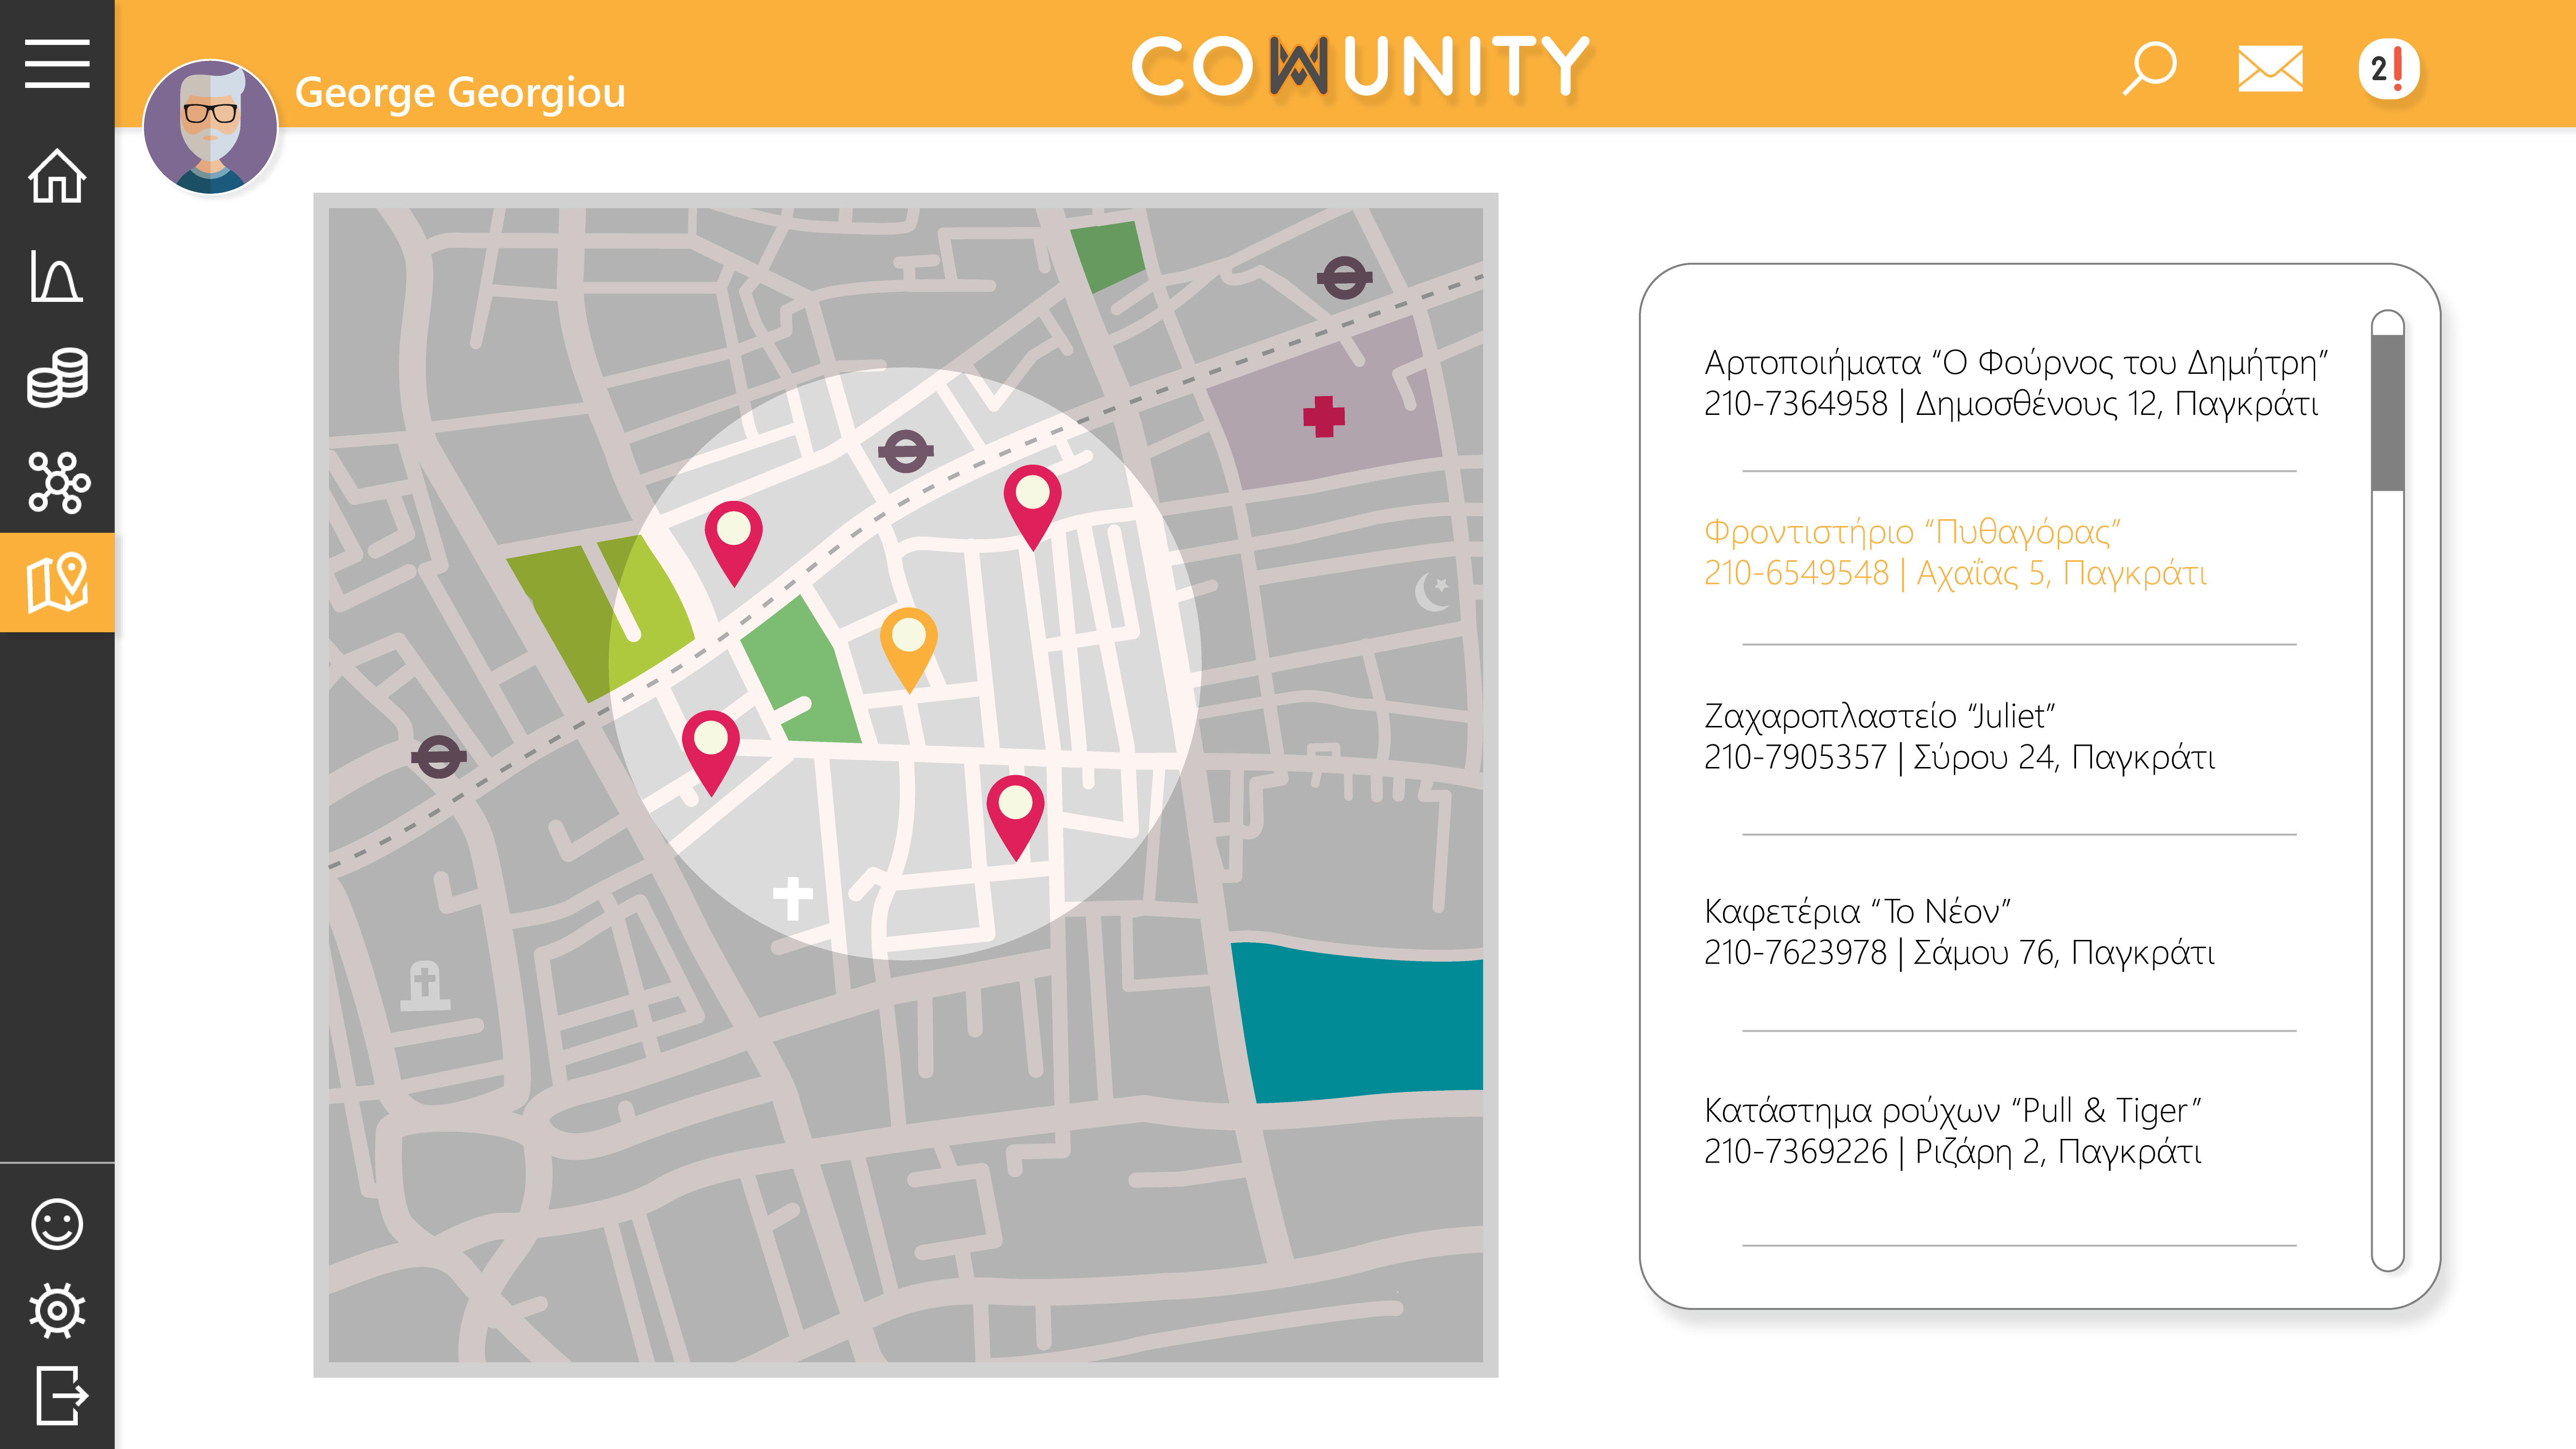 COMMUNITY
George Georgiou
2!
Αρτοποιήματα “Ο Φούρνος του Δημήτρη”
210-7364958 | Δημοσθένους 12, Παγκράτι
Φροντιστήριο “Πυθαγόρας”
210-6549548 | Αχαΐας 5, Παγκράτι
Ζαχαροπλαστείο “Juliet”
210-7905357 | Σύρου 24, Παγκράτι
Καφετέρια “Το Νέον”
210-7623978 | Σάμου 76, Παγκράτι
Κατάστημα ρούχων “Pull & Tiger”
210-7369226 | Ριζάρη 2, Παγκράτι